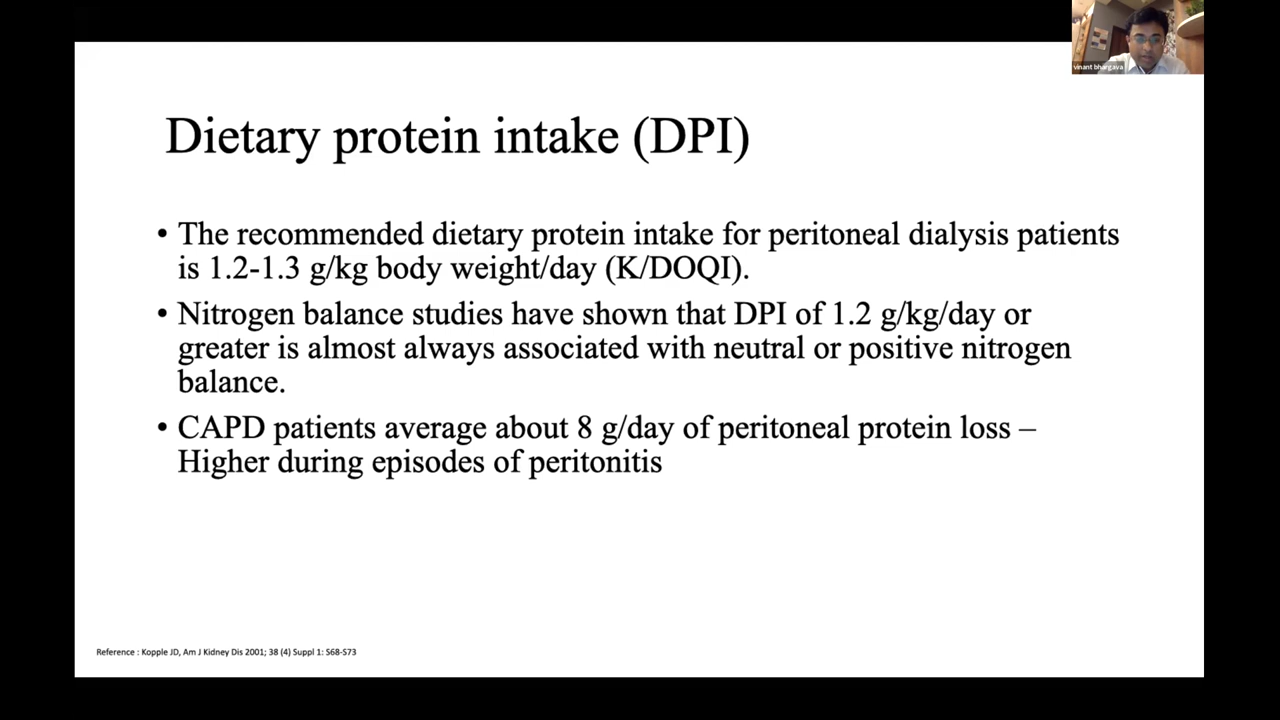 vinant bhargava
Dietary protein intake (DPI)
• The recommended dietary protein intake for peritoneal dialysis patients
is 1.2-1.3 g/kg body weight/day (K/DOQI).
• Nitrogen balance studies have shown that DPI of 1.2 g/kg/day or
greater is almost always associated with neutral or positive nitrogen
balance.
• CAPD patients average about 8 g/day of peritoneal protein loss –
Higher during episodes of peritonitis
Reference : Kopple JD, Am J Kidney Dis 2001; 38 (4) Suppl 1: S68-S73